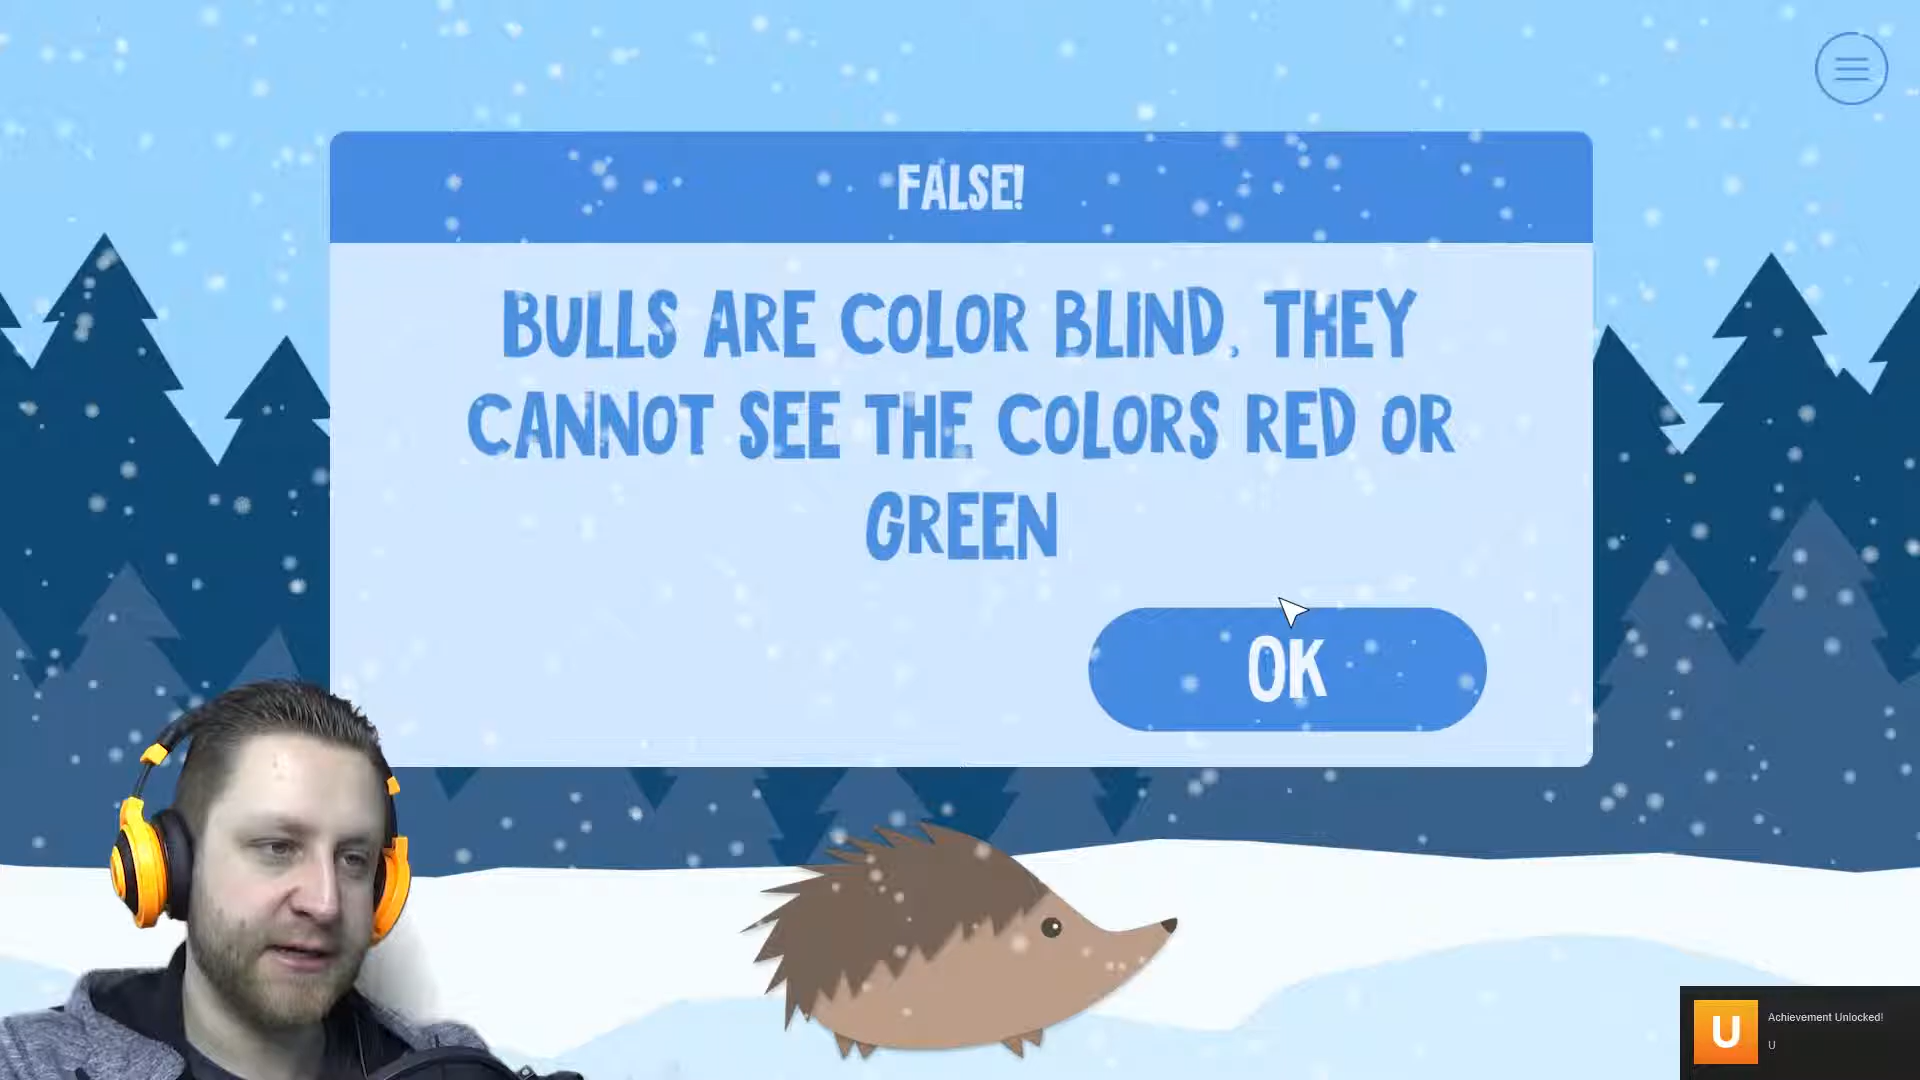 FALSE!
BULLS ARE COLOR BLIND. THEY
CANNOT SEE THE COLORS RED OR
GREEN
OK
U
Achievement Unlocked!
U